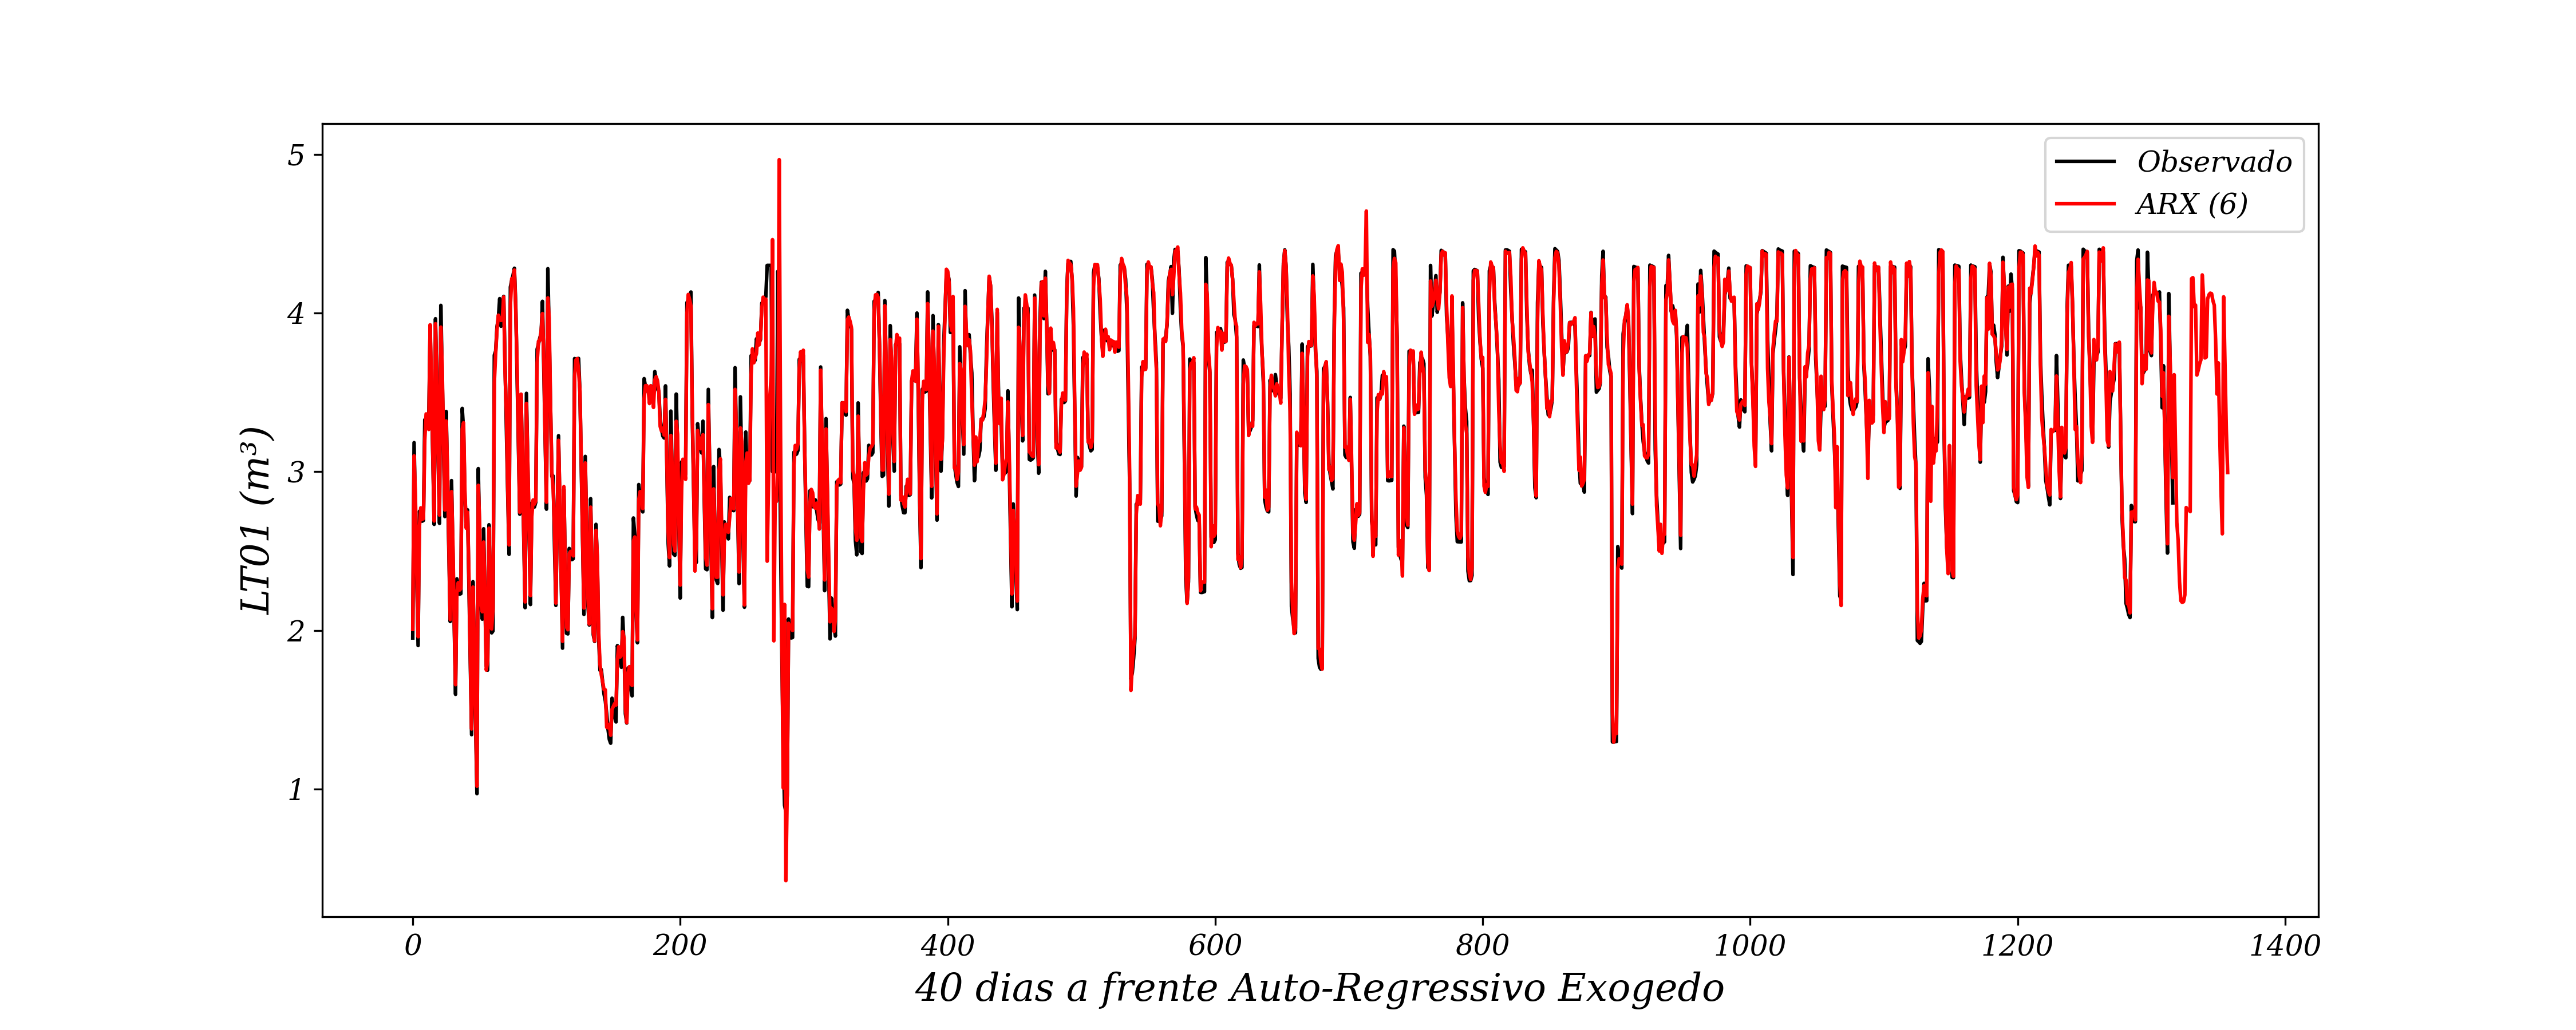 5
4
3
2
1
LT01 (m³)
Observado
ARX (6)
0 200 400 600 800 1000 1200 1400
40 dias a frente Auto-Regressivo Exogedo